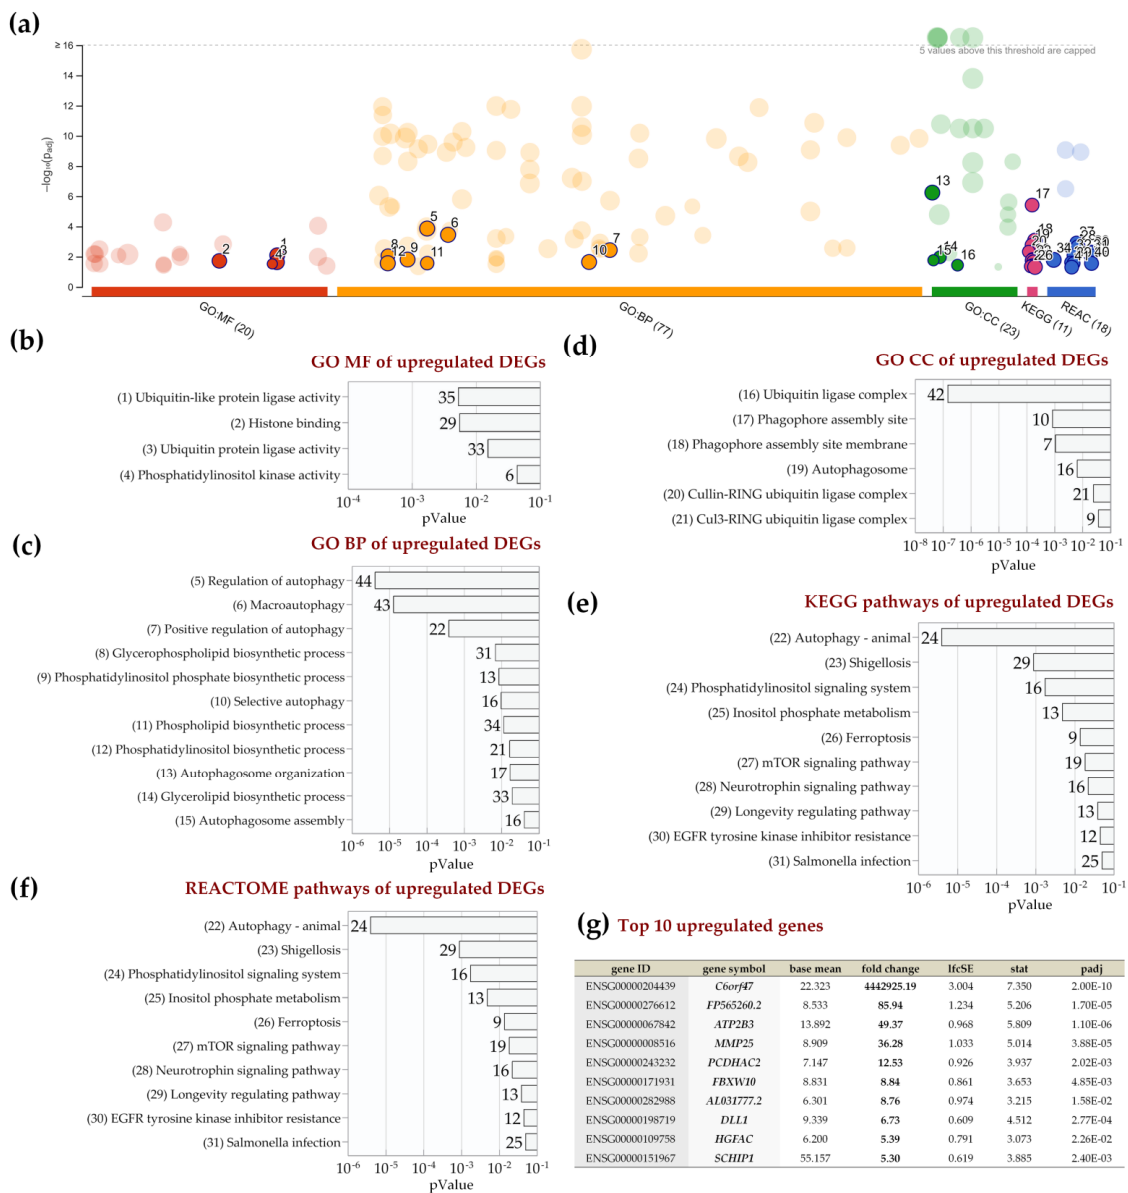 (a)
≥ 16
5 values above this threshold are capped
14
12
10
8
6
4
2
0
−log₁₀(p_adj)
1
2
3
4
5
6
7
8
9
10
11
12
13
14
15
16
17
18
19
20
26
34
40
41
GO:MF (20)
GO:BP (77)
GO:CC (23)
KEGG (11)
REAC (18)
(b)
GO MF of upregulated DEGs
(1) Ubiquitin-like protein ligase activity 35
(2) Histone binding 29
(3) Ubiquitin protein ligase activity 33
(4) Phosphatidylinositol kinase activity 6
10⁻⁴ 10⁻³ 10⁻² 10⁻¹
pValue
(c)
GO BP of upregulated DEGs
(5) Regulation of autophagy 44
(6) Macroautophagy 43
(7) Positive regulation of autophagy 22
(8) Glycerophospholipid biosynthetic process 31
(9) Phosphatidylinositol phosphate biosynthetic process 13
(10) Selective autophagy 16
(11) Phospholipid biosynthetic process 34
(12) Phosphatidylinositol biosynthetic process 21
(13) Autophagosome organization 17
(14) Glycerolipid biosynthetic process 33
(15) Autophagosome assembly 16
10⁻⁶ 10⁻⁵ 10⁻⁴ 10⁻³ 10⁻² 10⁻¹
pValue
(d)
GO CC of upregulated DEGs
(16) Ubiquitin ligase complex 42
(17) Phagophore assembly site 10
(18) Phagophore assembly site membrane 7
(19) Autophagosome 16
(20) Cullin-RING ubiquitin ligase complex 21
(21) Cul3-RING ubiquitin ligase complex 9
10⁻⁸ 10⁻⁷ 10⁻⁶ 10⁻⁵ 10⁻⁴ 10⁻³ 10⁻² 10⁻¹
pValue
(e)
KEGG pathways of upregulated DEGs
(22) Autophagy - animal 24
(23) Shigellosis 29
(24) Phosphatidylinositol signaling system 16
(25) Inositol phosphate metabolism 13
(26) Ferroptosis 9
(27) mTOR signaling pathway 19
(28) Neurotrophin signaling pathway 16
(29) Longevity regulating pathway 13
(30) EGFR tyrosine kinase inhibitor resistance 12
(31) Salmonella infection 25
10⁻⁶ 10⁻⁵ 10⁻⁴ 10⁻³ 10⁻² 10⁻¹
pValue
(f)
REACTOME pathways of upregulated DEGs
(22) Autophagy - animal 24
(23) Shigellosis 29
(24) Phosphatidylinositol signaling system 16
(25) Inositol phosphate metabolism 13
(26) Ferroptosis 9
(27) mTOR signaling pathway 19
(28) Neurotrophin signaling pathway 16
(29) Longevity regulating pathway 13
(30) EGFR tyrosine kinase inhibitor resistance 12
(31) Salmonella infection 25
10⁻⁶ 10⁻⁵ 10⁻⁴ 10⁻³ 10⁻² 10⁻¹
pValue
(g) Top 10 upregulated genes
gene ID gene symbol base mean fold change lfcSE stat padj
ENSG00000204439 C6orf47 22.323 4442925.19 3.004 7.350 2.00E-10
ENSG00000276612 FP565260.2 8.533 85.94 1.234 5.206 1.70E-05
ENSG00000067842 ATP2B3 13.892 49.37 0.968 5.809 1.10E-06
ENSG00000008516 MMP25 8.909 36.28 1.033 5.014 3.88E-05
ENSG00000243232 PCDHAC2 7.147 12.53 0.926 3.937 2.02E-03
ENSG00000171931 FBXW10 8.831 8.84 0.861 3.653 4.85E-03
ENSG00000282988 AL031777.2 6.301 8.76 0.974 3.215 1.58E-02
ENSG00000198719 DLL1 9.339 6.73 0.609 4.512 2.77E-04
ENSG00000109758 HGFAC 6.200 5.39 0.791 3.073 2.26E-02
ENSG00000151967 SCHIP1 55.157 5.30 0.619 3.885 2.40E-03